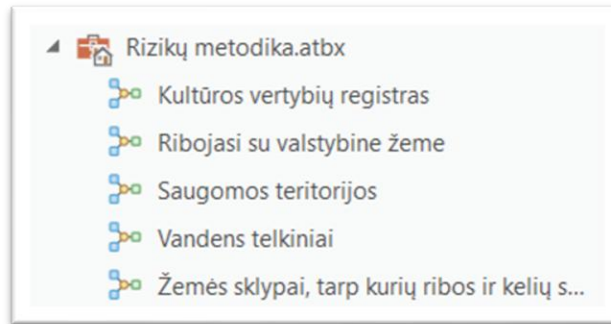 Rizikų metodika.atbx
Kultūros vertybių registras
Ribojasi su valstybine žeme
Saugomos teritorijos
Vandens telkiniai
Žemės sklypai, tarp kurių ribos ir kelių s...